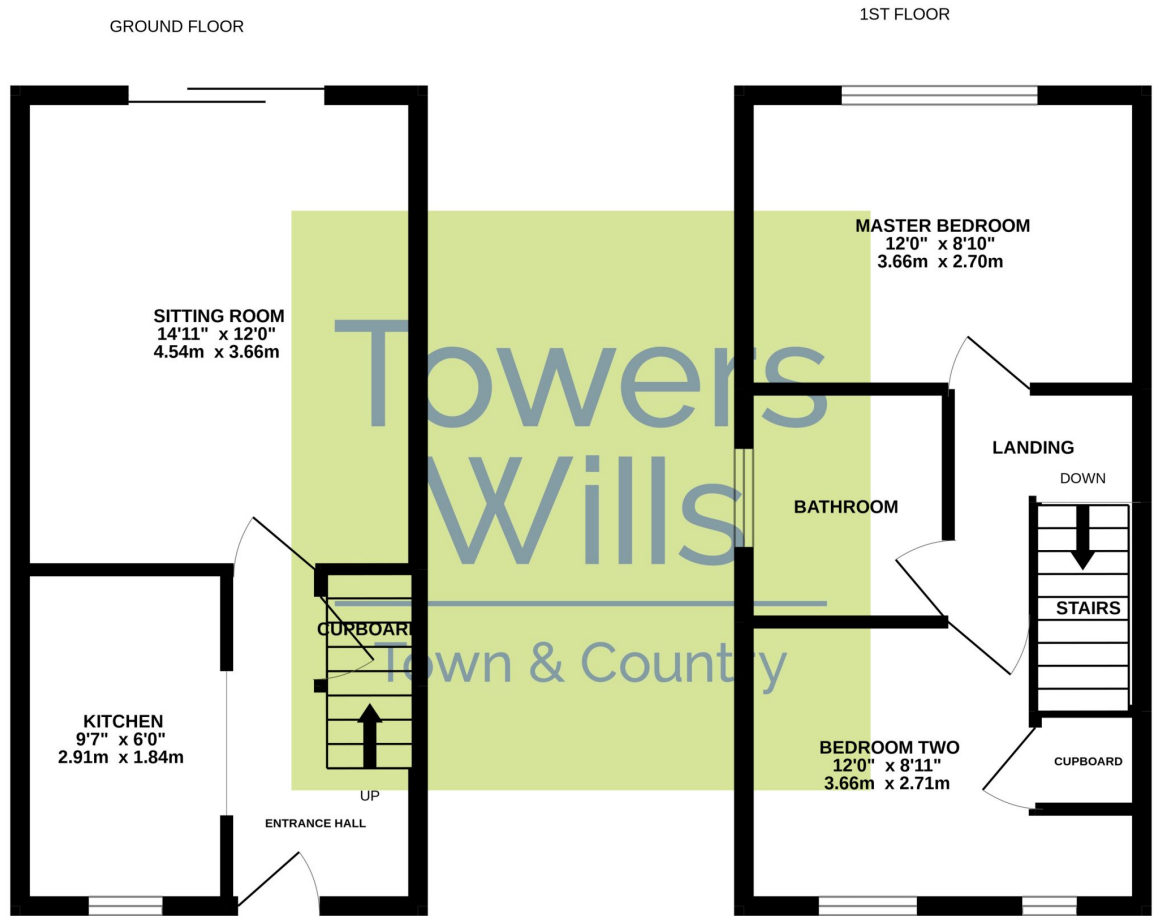 GROUND FLOOR
1ST FLOOR
SITTING ROOM
14'11" x 12'0"
4.54m x 3.66m
CUPBOARD
KITCHEN
9'7" x 6'0"
2.91m x 1.84m
UP
ENTRANCE HALL
MASTER BEDROOM
12'0" x 8'10"
3.66m x 2.70m
LANDING
DOWN
BATHROOM
STAIRS
BEDROOM TWO
12'0" x 8'11"
3.66m x 2.71m
CUPBOARD
Towers
Wills
Town & Country